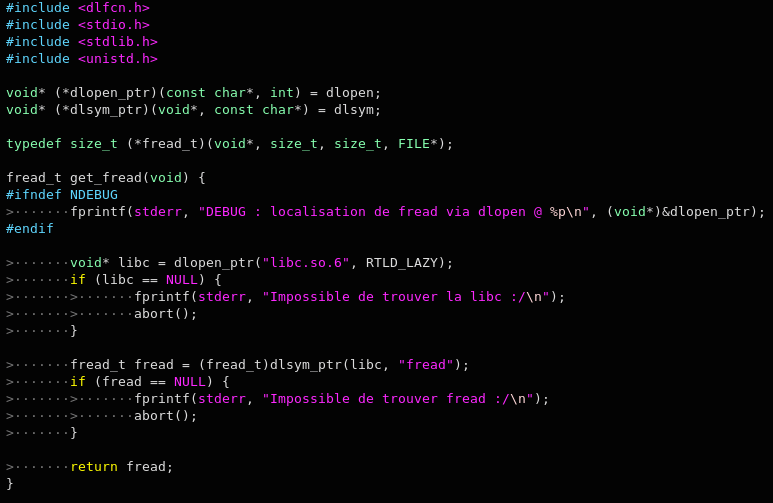 #include <dlfcn.h>
#include <stdio.h>
#include <stdlib.h>
#include <unistd.h>

void* (*dlopen_ptr)(const char*, int) = dlopen;
void* (*dlsym_ptr)(void*, const char*) = dlsym;

typedef size_t (*fread_t)(void*, size_t, size_t, FILE*);

fread_t get_fread(void) {
#ifndef NDEBUG
>·······fprintf(stderr, "DEBUG : localisation de fread via dlopen @ %p\n", (void*)&dlopen_ptr);
#endif

>·······void* libc = dlopen_ptr("libc.so.6", RTLD_LAZY);
>·······if (libc == NULL) {
>·······>·······fprintf(stderr, "Impossible de trouver la libc :/\n");
>·······>·······abort();
>·······}

>·······fread_t fread = (fread_t)dlsym_ptr(libc, "fread");
>·······if (fread == NULL) {
>·······>·······fprintf(stderr, "Impossible de trouver fread :/\n");
>·······>·······abort();
>·······}

>·······return fread;
}